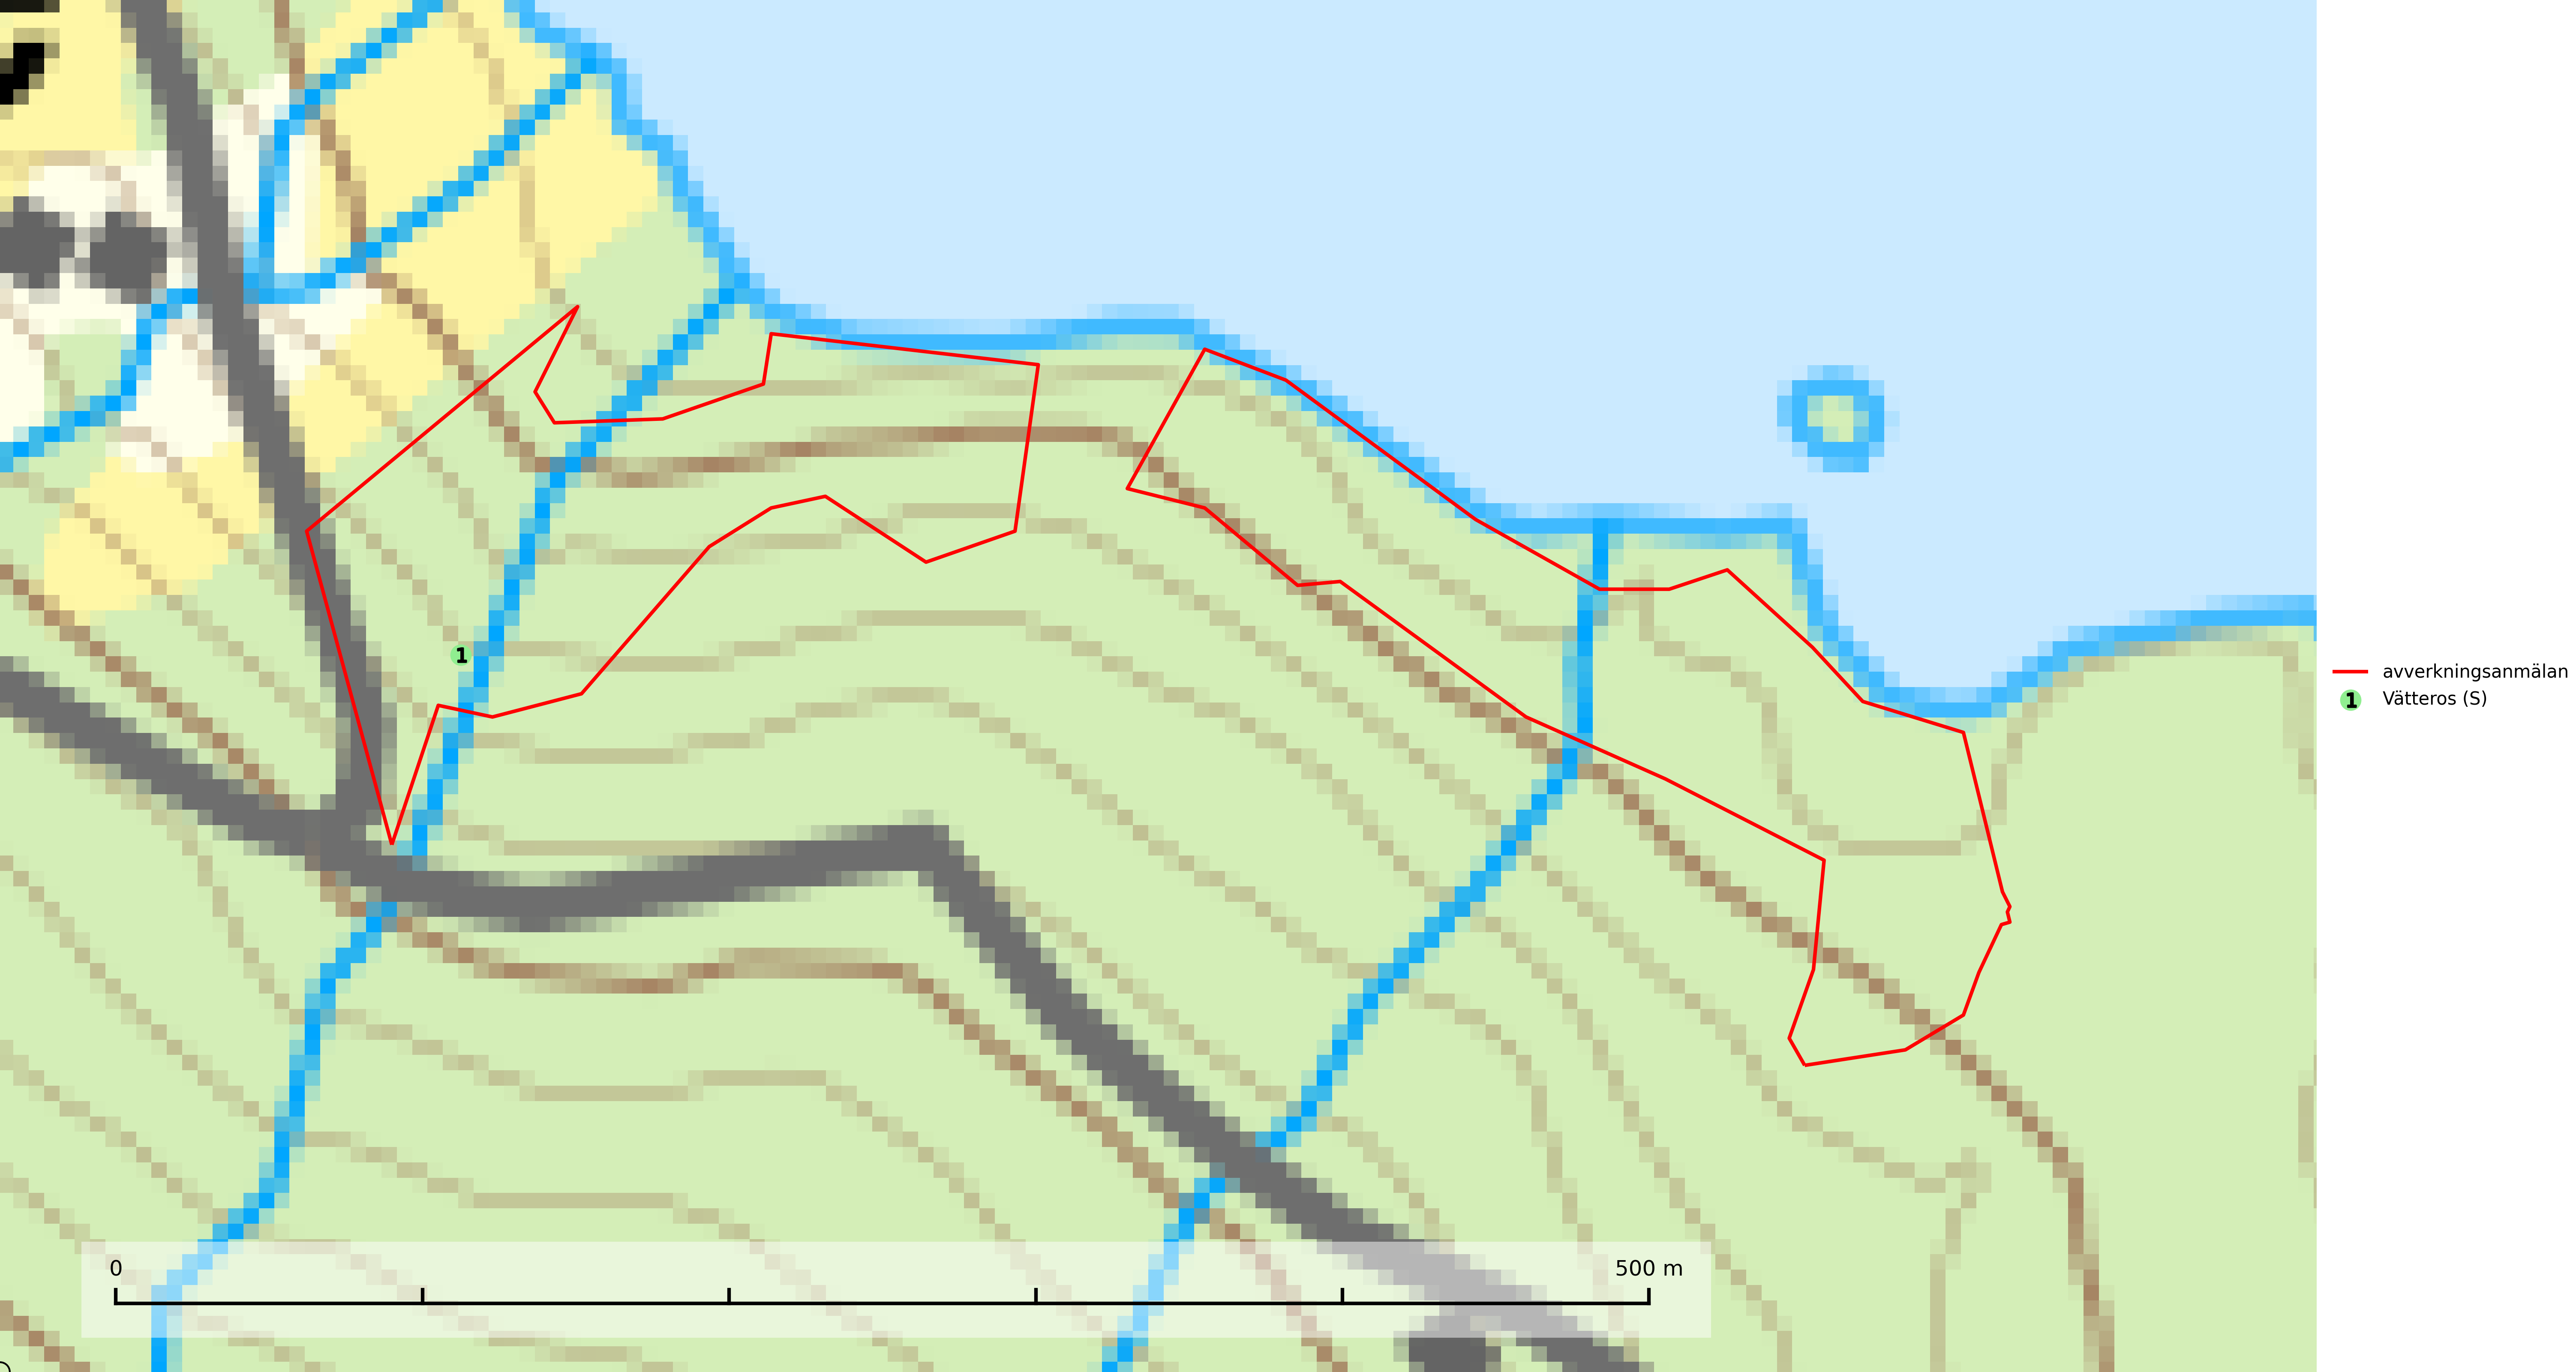 1
0
500 m
avverkningsanmälan
1 Vätteros (S)